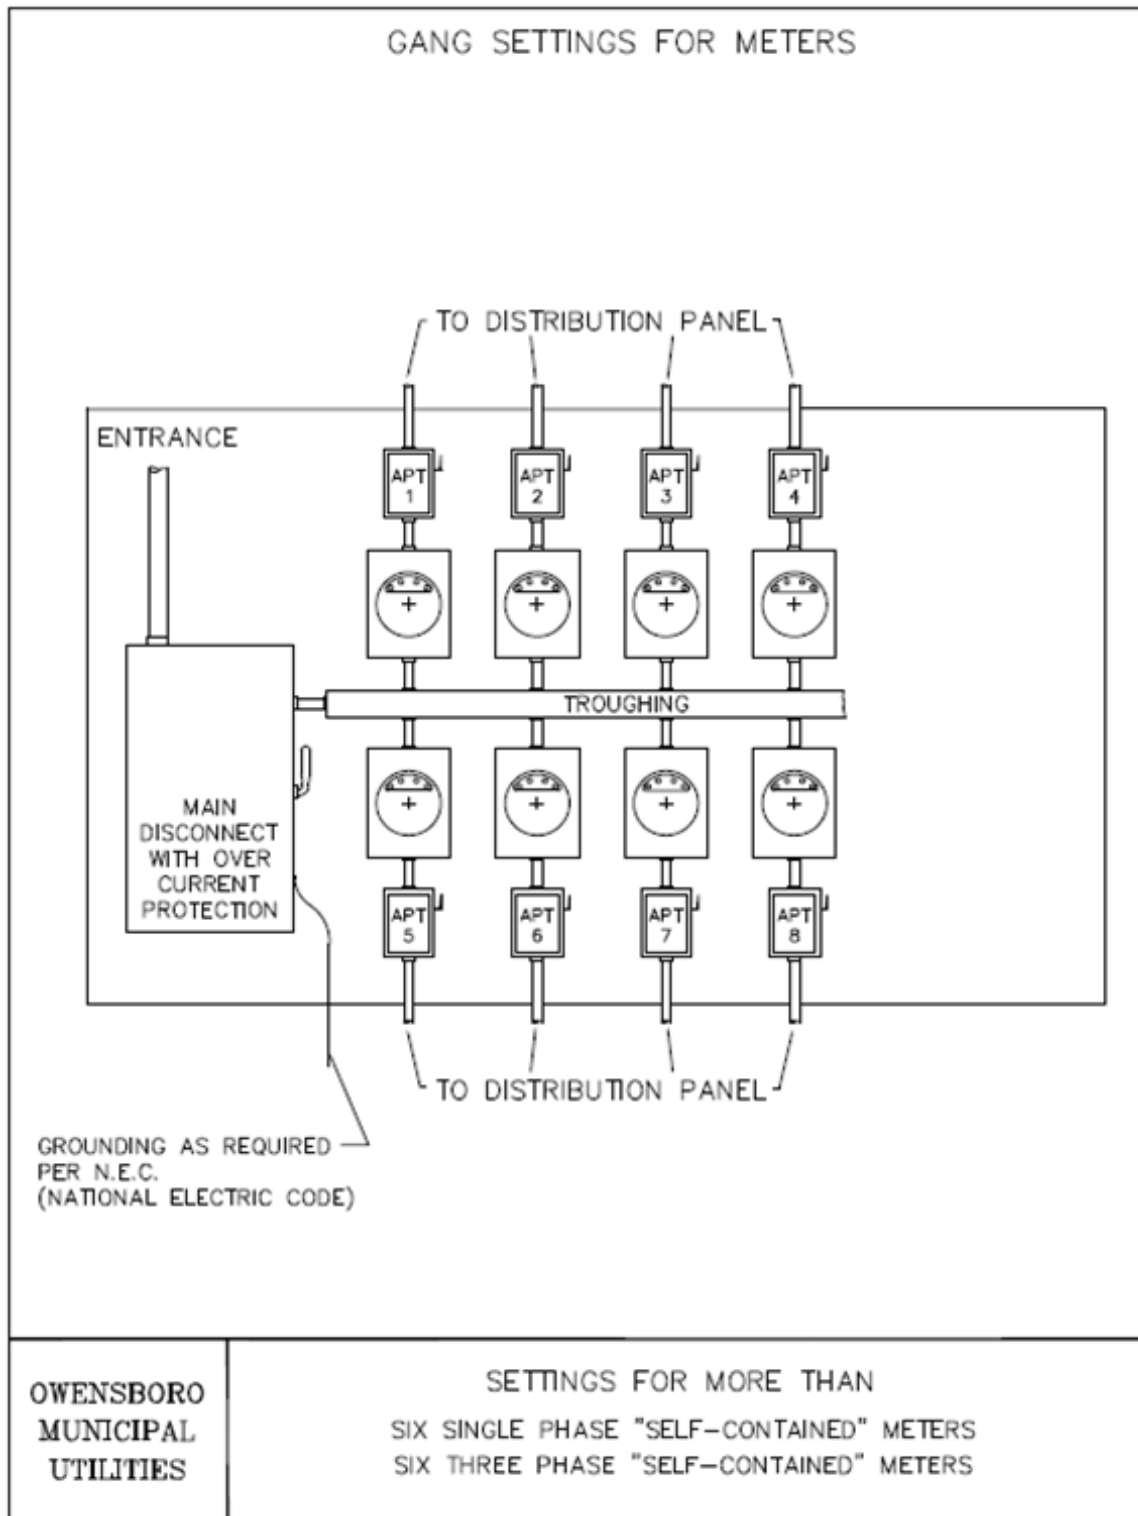 GANG SETTINGS FOR METERS
TO DISTRIBUTION PANEL
ENTRANCE
APT
1
APT
2
APT
3
APT
4
TROUGHING
MAIN
DISCONNECT
WITH OVER
CURRENT
PROTECTION
APT
5
APT
6
APT
7
APT
8
TO DISTRIBUTION PANEL
GROUNDING AS REQUIRED
PER N.E.C.
(NATIONAL ELECTRIC CODE)
OWENSBORO
MUNICIPAL
UTILITIES
SETTINGS FOR MORE THAN
SIX SINGLE PHASE "SELF-CONTAINED" METERS
SIX THREE PHASE "SELF-CONTAINED" METERS